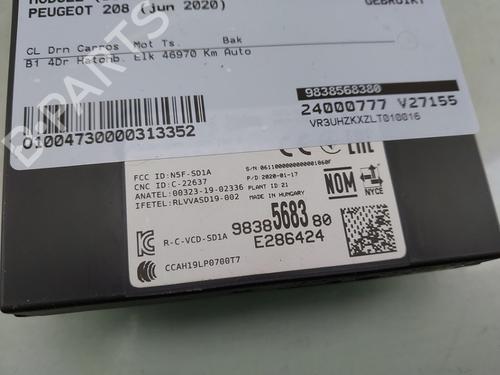 PEUGEOT 208 (Jun 2020)
GEBRUIKT
CL Drn Carros Mot Ts. Bak
B1 4Dr Hatchb. Elk 46970 Km Auto
9838568380
01004730000313352
24000777 V27155
VR3UHZKXZLT010016
B-PARTS
FCC ID:N5F-SD1A
CNC ID:C-22637
ANATEL:00323-19-02336
IFETEL:RLVVASD19-002
P/D 2020-01-17
PLANT ID 21
MADE IN HUNGARY
NOM
NYCE
R-C-VCD-SD1A
98385683 80
E286424
CCAH19LP0700T7